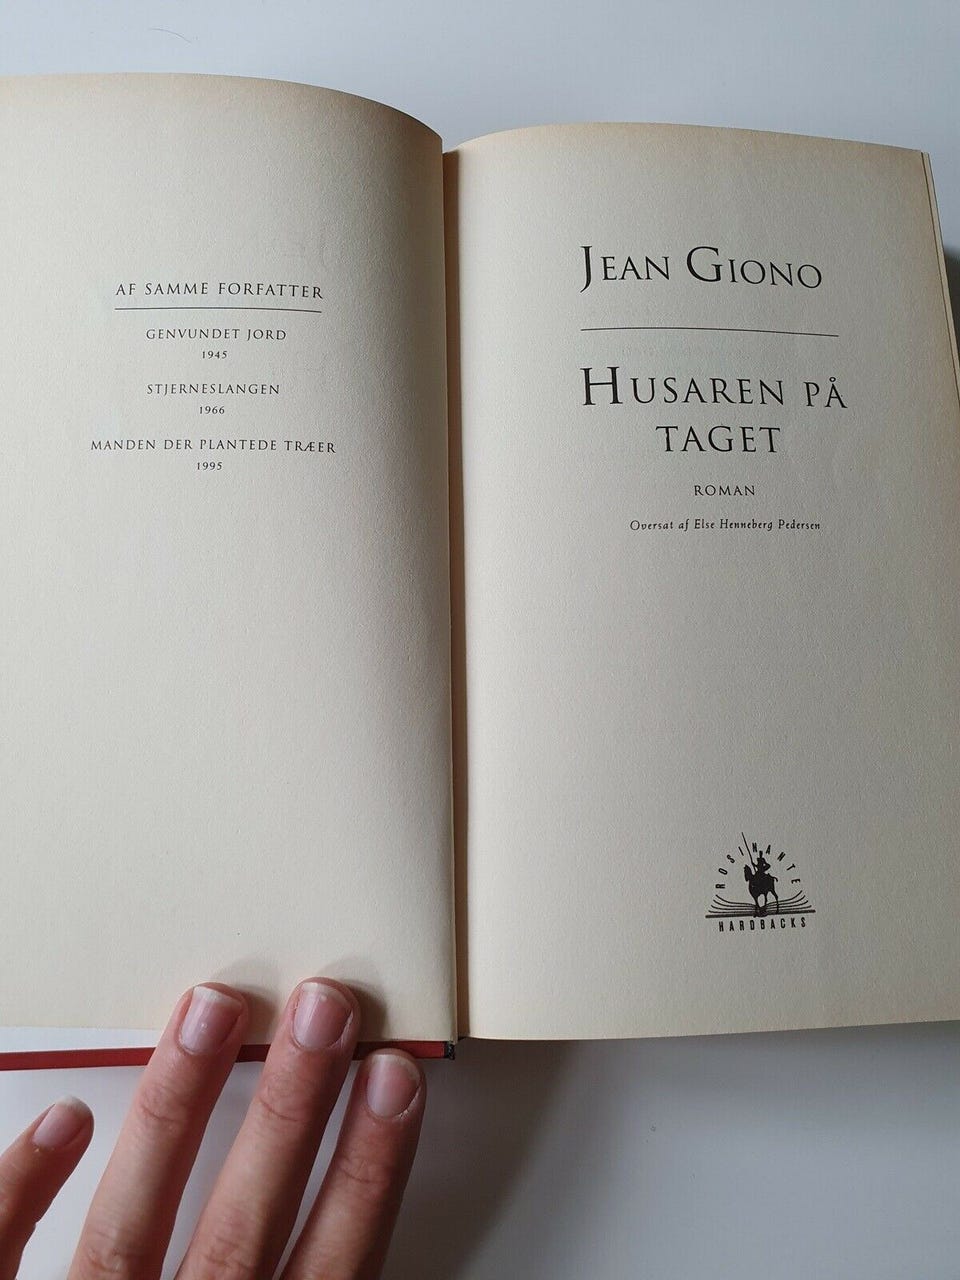 AF SAMME FORFATTER
GENVUNDET JORD
1945
STJERNESLANGEN
1966
MANDEN DER PLANTEDE TRÆER
1995
JEAN GIONO
HUSAREN PÅ
TAGET
ROMAN
Oversat af Else Henneberg Pedersen
ROSINANTE
HARDBACKS